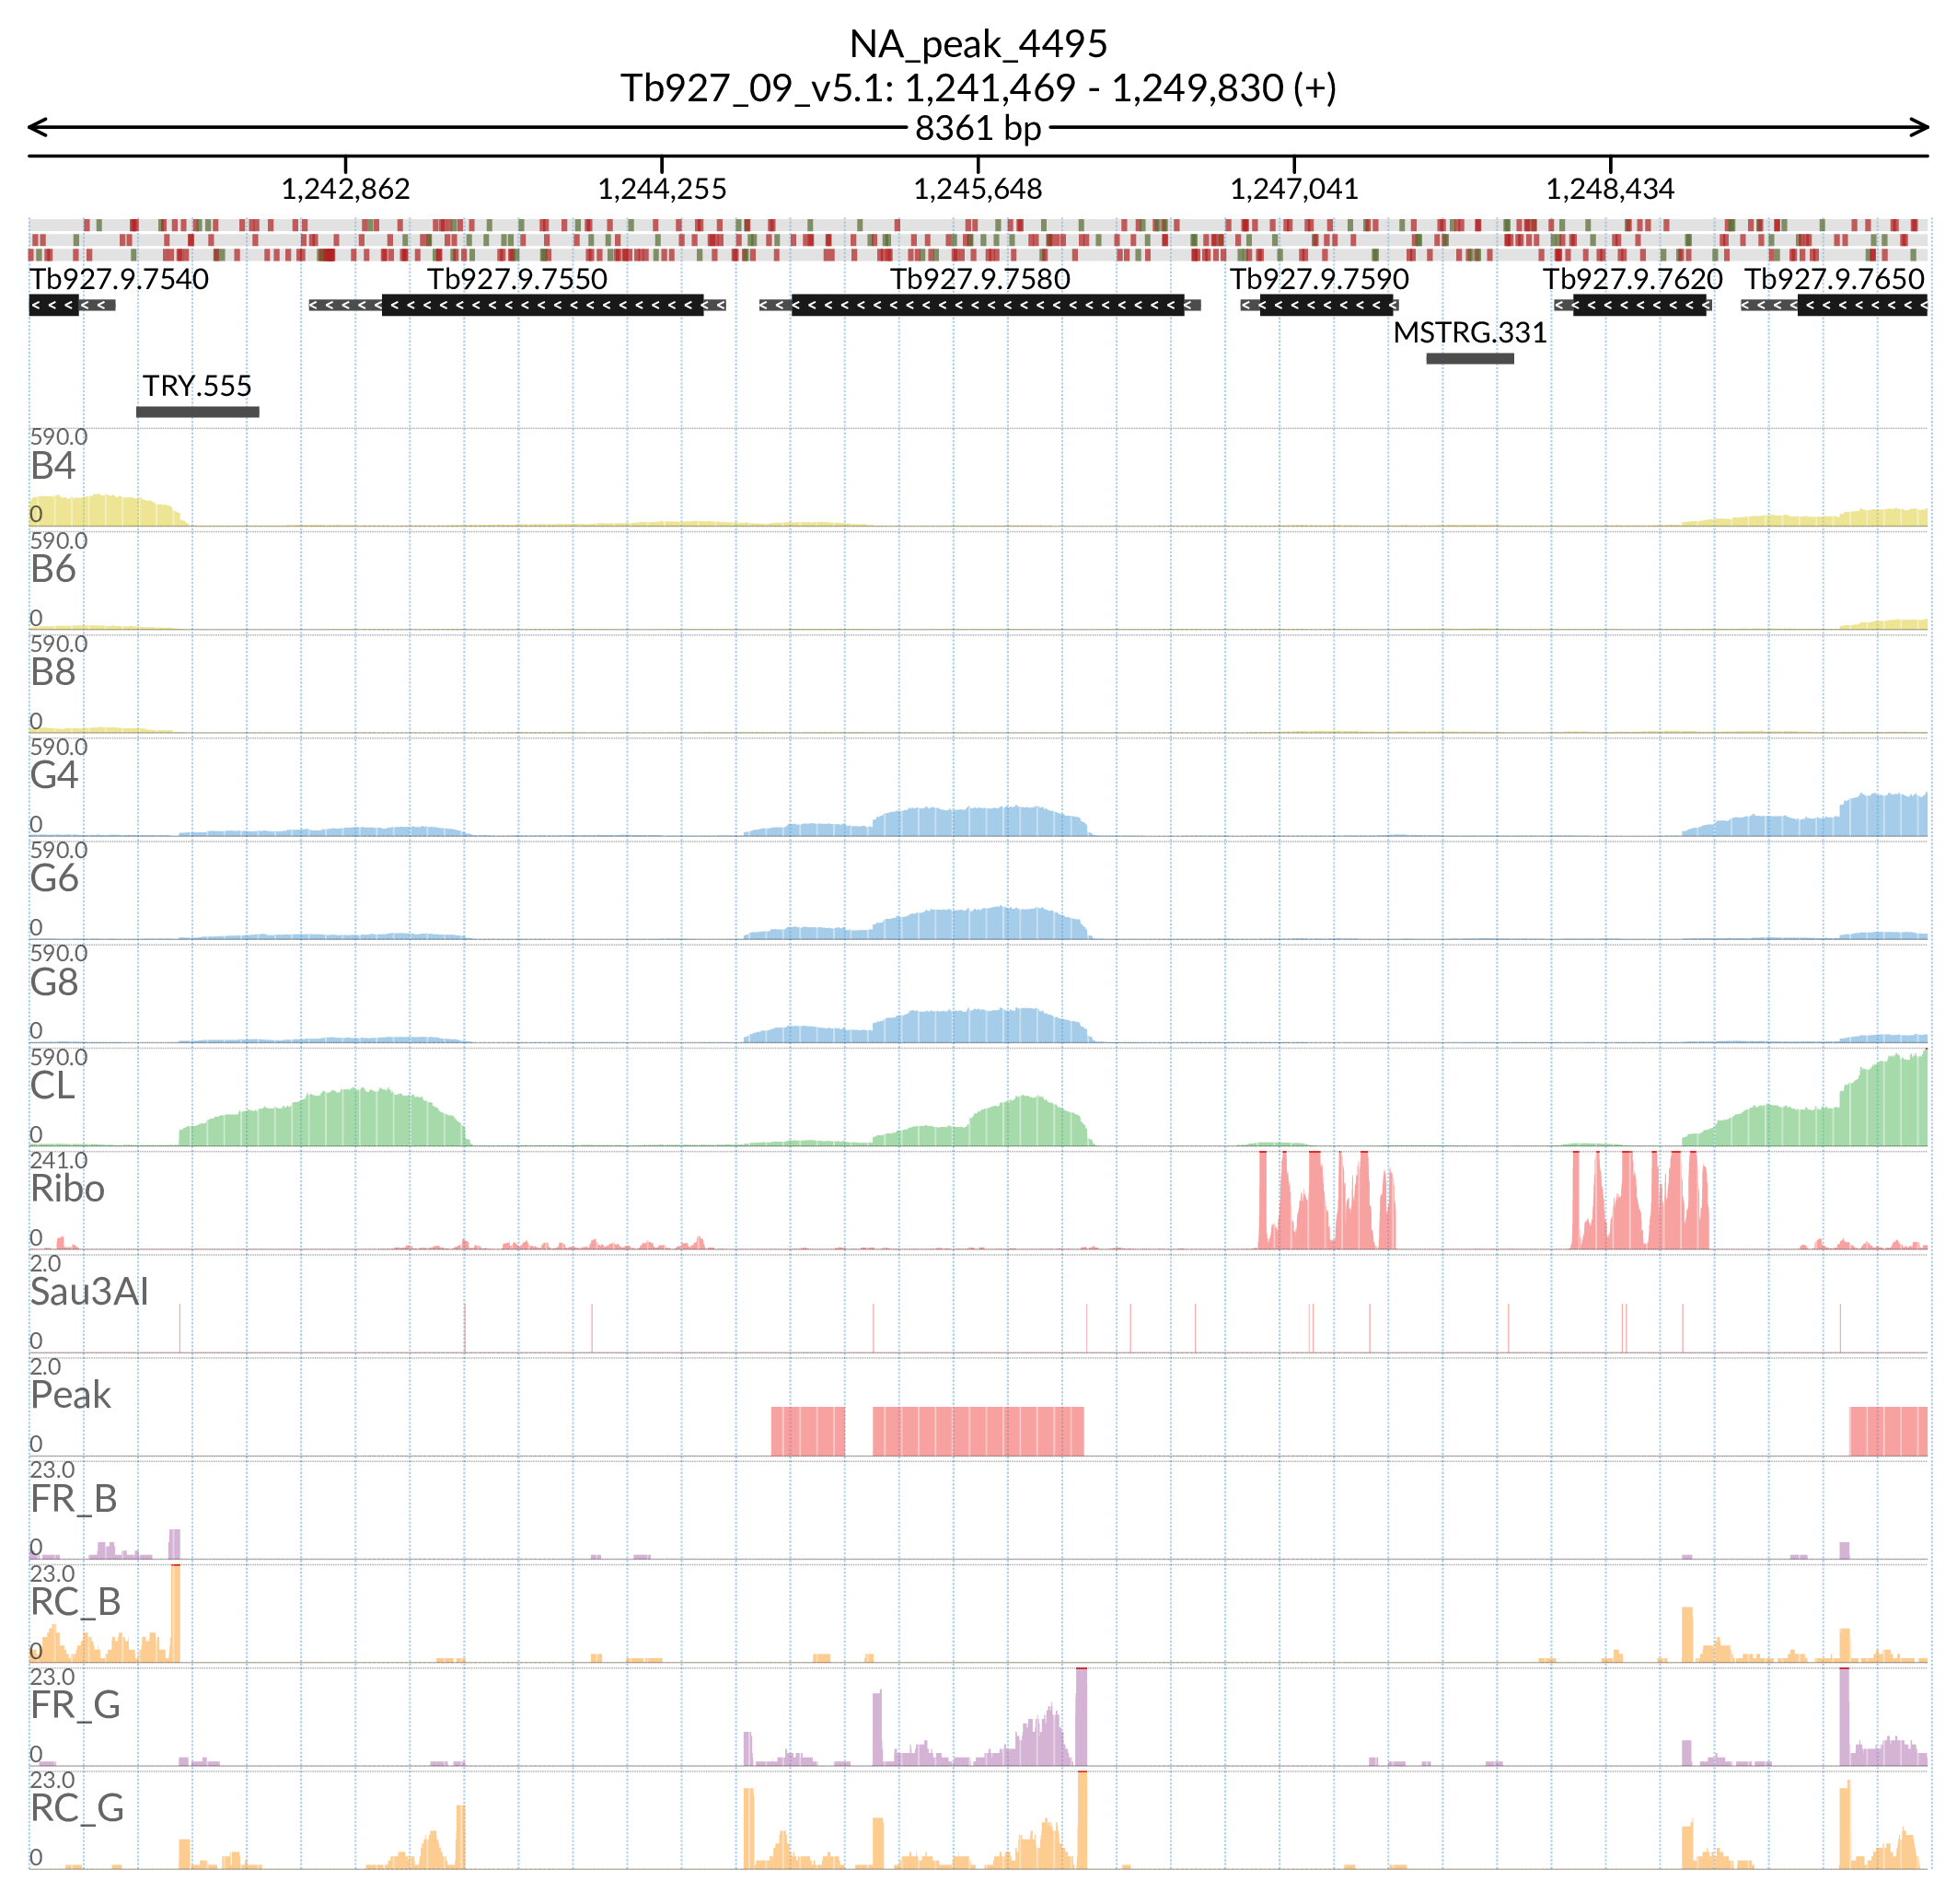 NA_peak_4495
Tb927_09_v5.1: 1,241,469 - 1,249,830 (+)
8361 bp
1,242,862 1,244,255 1,245,648 1,247,041 1,248,434
Tb927.9.7540 Tb927.9.7550 Tb927.9.7580 Tb927.9.7590 Tb927.9.7620 Tb927.9.7650
MSTRG.331
TRY.555
590.0
B4
0
590.0
B6
0
590.0
B8
0
590.0
G4
0
590.0
G6
0
590.0
G8
0
590.0
CL
0
241.0
Ribo
0
2.0
Sau3AI
0
2.0
Peak
0
23.0
FR_B
0
23.0
RC_B
0
23.0
FR_G
0
23.0
RC_G
0